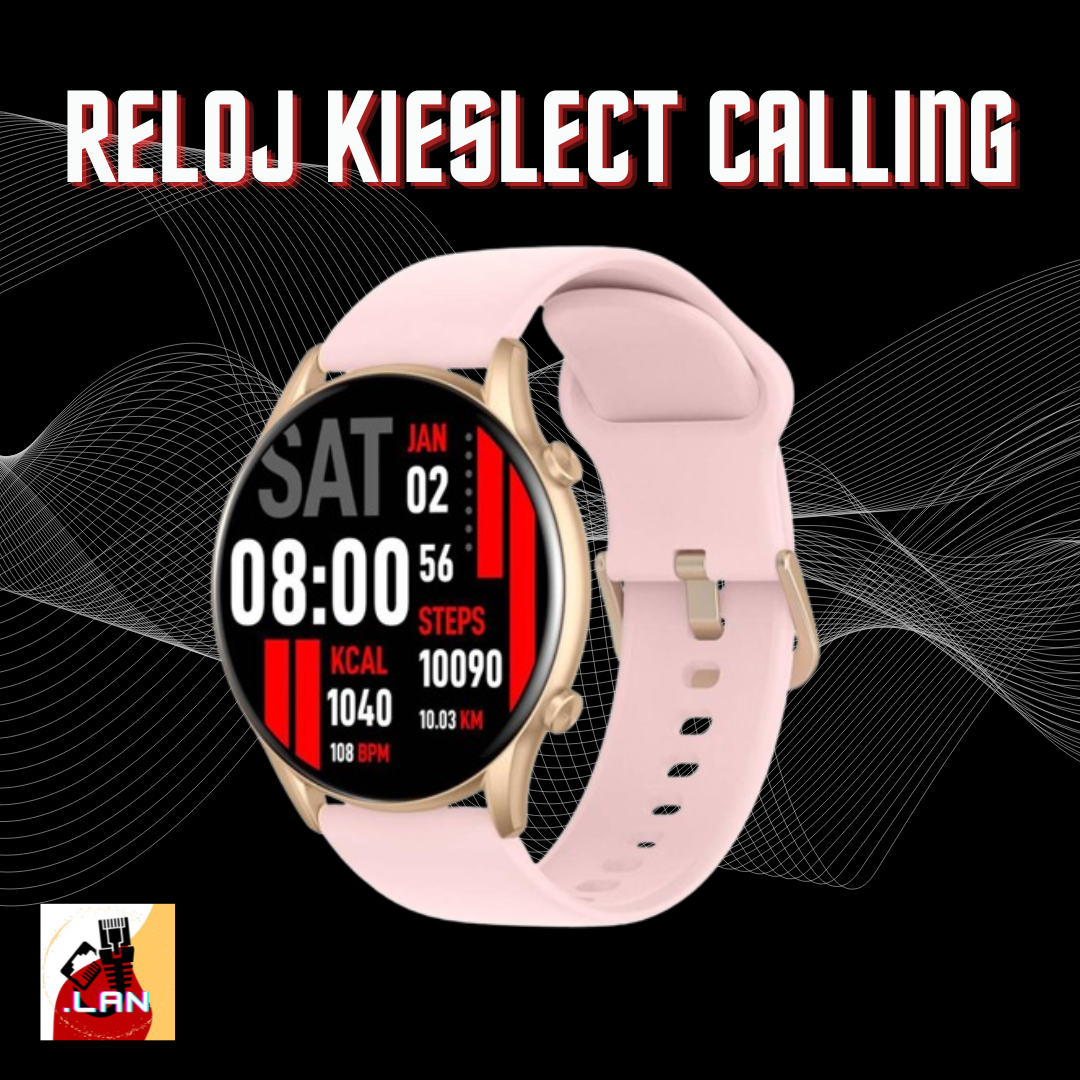 RELOJ KIESLECT CALLING
SAT
JAN
02
08:00 56
STEPS
10090
10.03 KM
KCAL
1040
108 BPM
.LAN